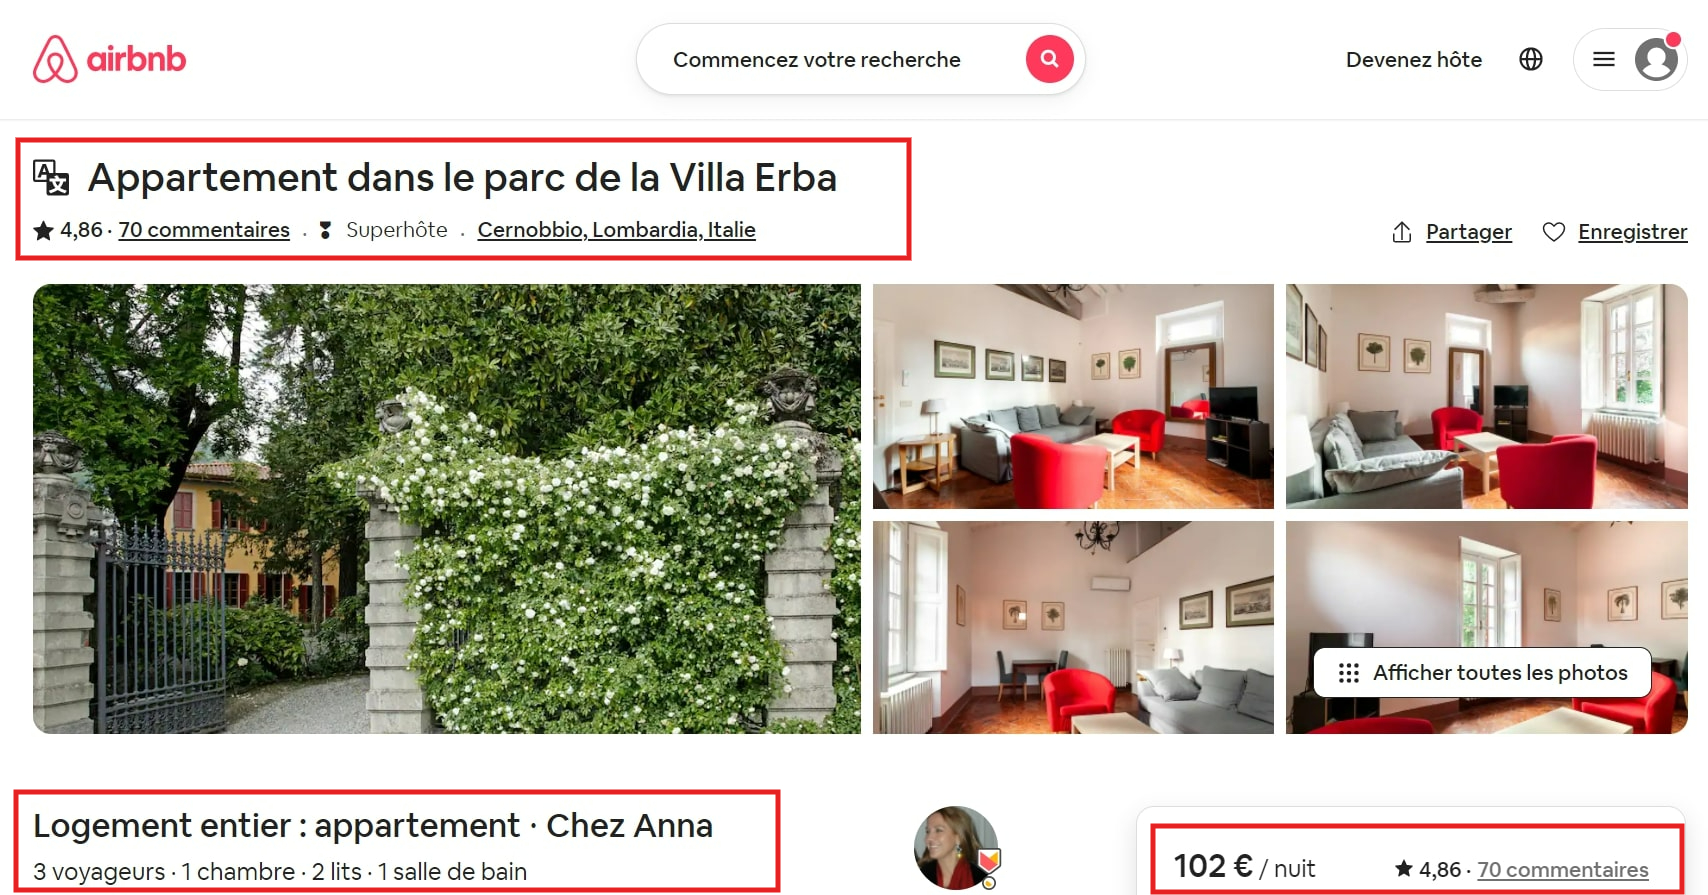 airbnb
Commencez votre recherche
Devenez hôte
Appartement dans le parc de la Villa Erba
4,86 · 70 commentaires . Superhôte . Cernobbio, Lombardia, Italie
Partager
Enregistrer
Afficher toutes les photos
Logement entier : appartement · Chez Anna
3 voyageurs · 1 chambre · 2 lits · 1 salle de bain
102 € / nuit
4,86 · 70 commentaires